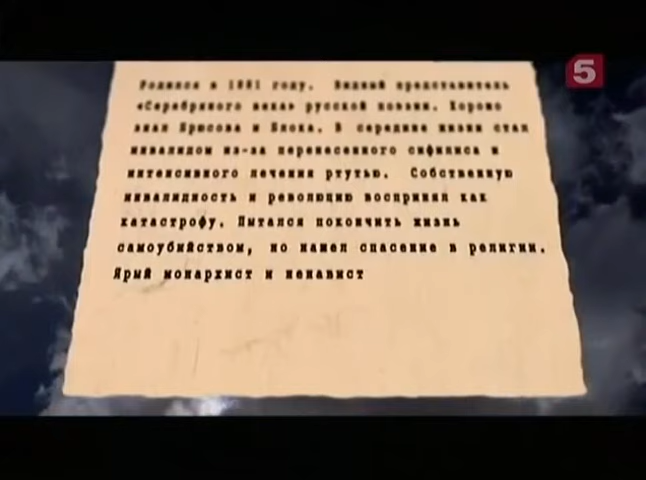 5
Родился в 1881 году. Видный представитель
«Серебряного века» русской поэзии. Хорошо
знал Брюсова и Блока. В середине жизни стал
инвалидом из-за перенесенного сифилиса и
интенсивного лечения ртутью. Собственную
инвалидность и революцию воспринял как
катастрофу. Пытался покончить жизнь
самоубийством, но нашел спасение в религии.
Ярый монархист и ненавист